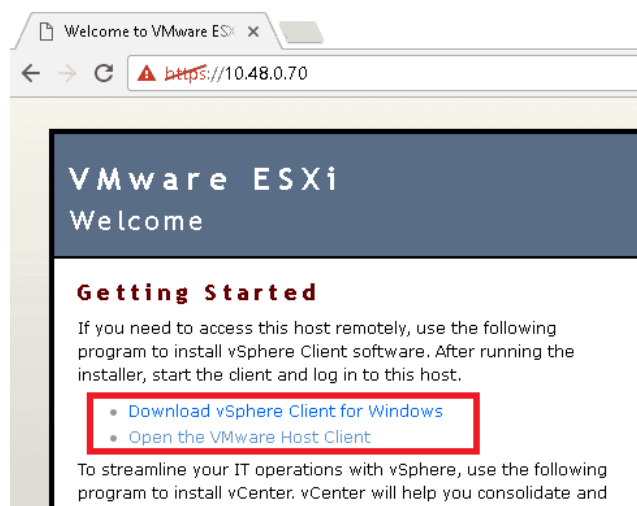 Welcome to VMware ES
https://10.48.0.70
VMware ESXi
Welcome
Getting Started
If you need to access this host remotely, use the following
program to install vSphere Client software. After running the
installer, start the client and log in to this host.
Download vSphere Client for Windows
Open the VMware Host Client
To streamline your IT operations with vSphere, use the following
program to install vCenter. vCenter will help you consolidate and